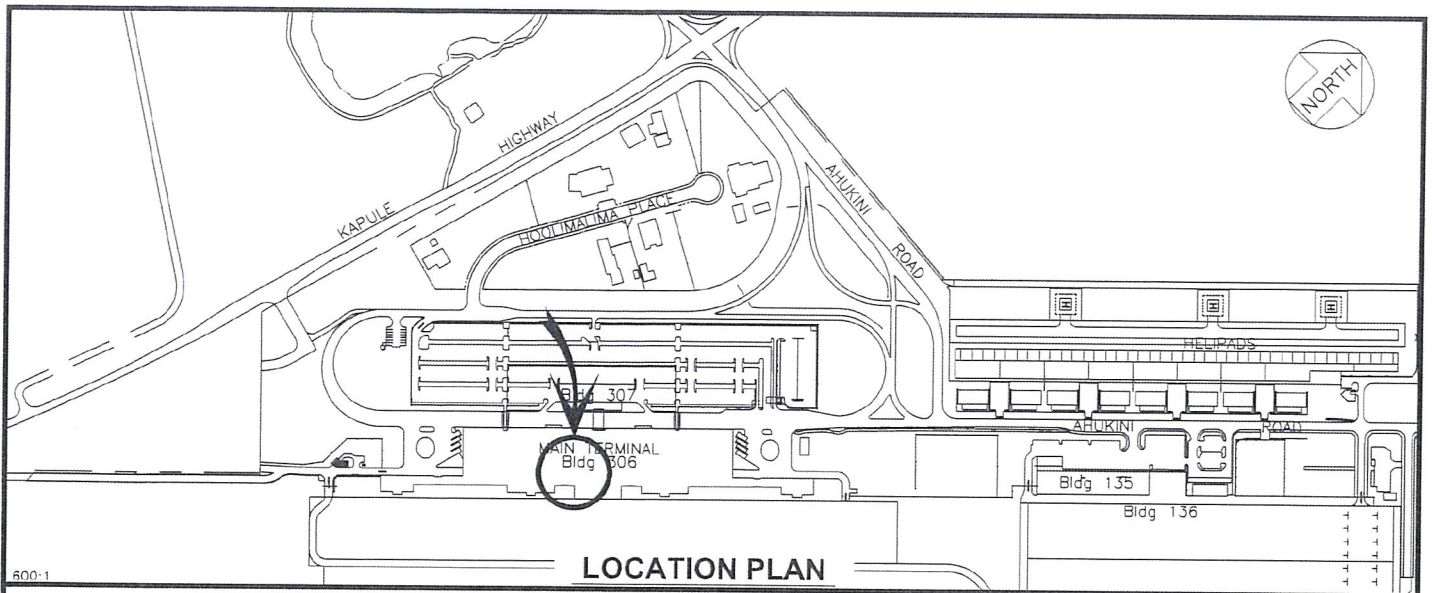 NORTH
KAPULE
HIGHWAY
HOOLIMALIMA PLACE
AHUKINI
ROAD
H
H
H
HELIPADS
Bldg 307
MAIN TERMINAL
Bldg 306
AHUKINI
ROAD
Bldg 135
Bldg 136
LOCATION PLAN
600:1